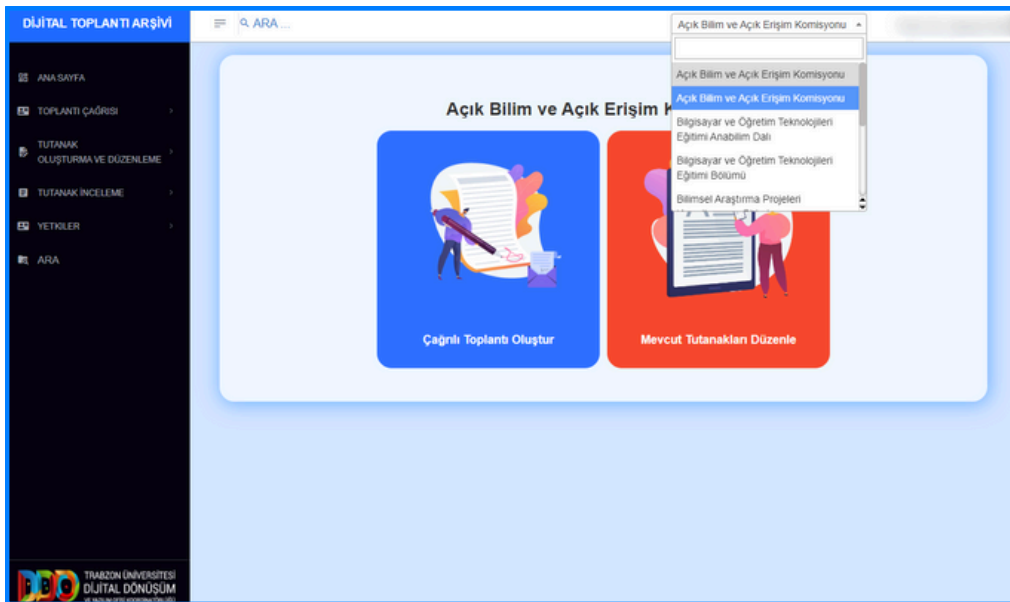 DİJİTAL TOPLANTI ARŞİVİ
ARA ...
Açık Bilim ve Açık Erişim Komisyonu
ANA SAYFA
TOPLANTI ÇAĞRISI
TUTANAK
OLUŞTURMA VE DÜZENLEME
TUTANAK İNCELEME
YETKİLER
ARA
Açık Bilim ve Açık Erişim Komisyonu
Açık Bilim ve Açık Erişim Komisyonu
Bilgisayar ve Öğretim Teknolojileri
Eğitimi Anabilim Dalı
Bilgisayar ve Öğretim Teknolojileri
Eğitimi Bölümü
Bilimsel Araştırma Projeleri
Açık Bilim ve Açık Erişim
Çağrılı Toplantı Oluştur
Mevcut Tutanakları Düzenle
TRABZON ÜNİVERSİTESİ
DİJİTAL DÖNÜŞÜM